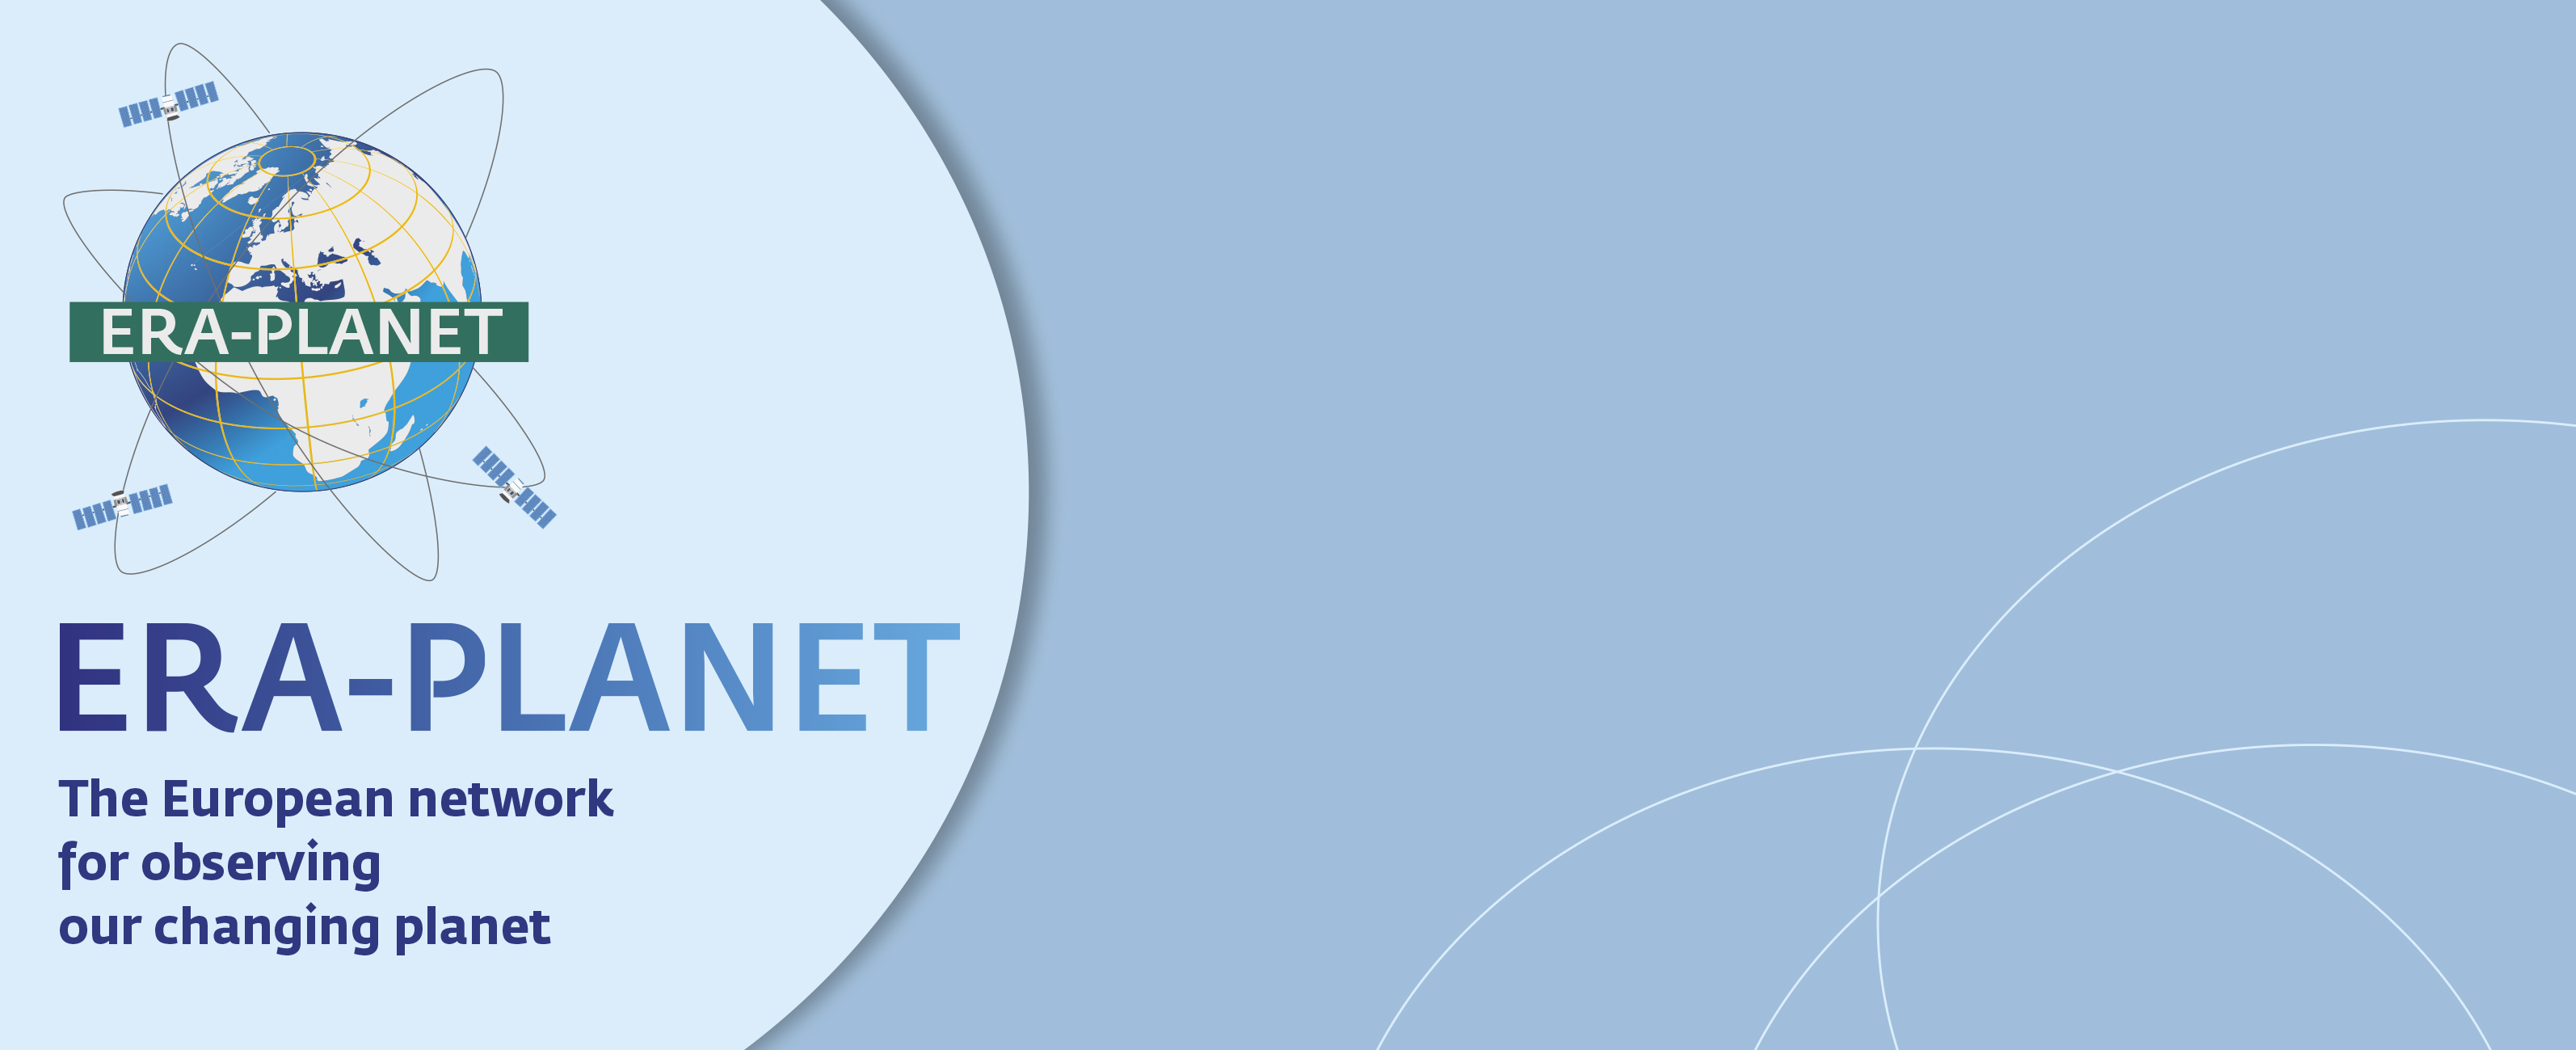 ERA-PLANET
ERA-PLANET
The European network
for observing
our changing planet